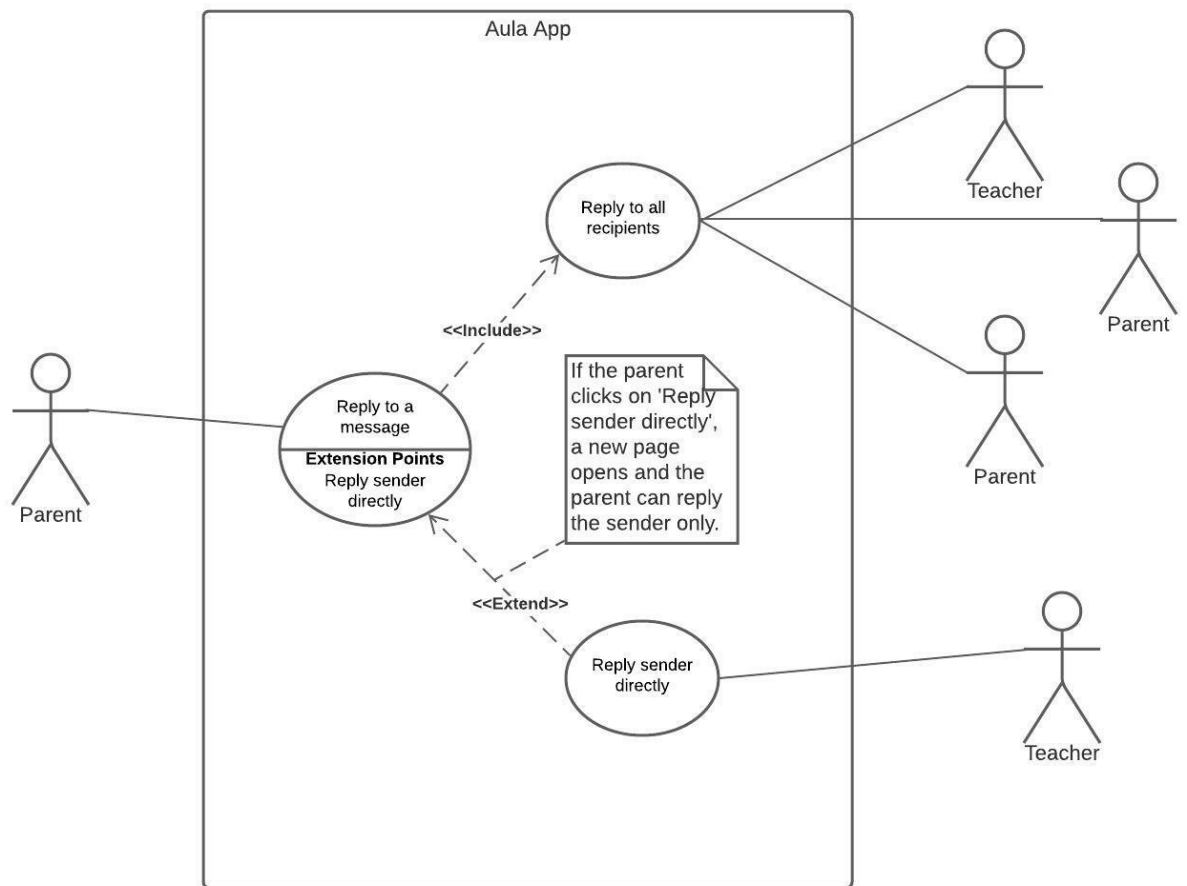 Aula App
Teacher
Reply to all
recipients
Parent
<<Include>>
If the parent
clicks on 'Reply
sender directly',
a new page
opens and the
parent can reply
the sender only.
Reply to a
message
Extension Points
Reply sender
directly
Parent
Parent
<<Extend>>
Reply sender
directly
Teacher